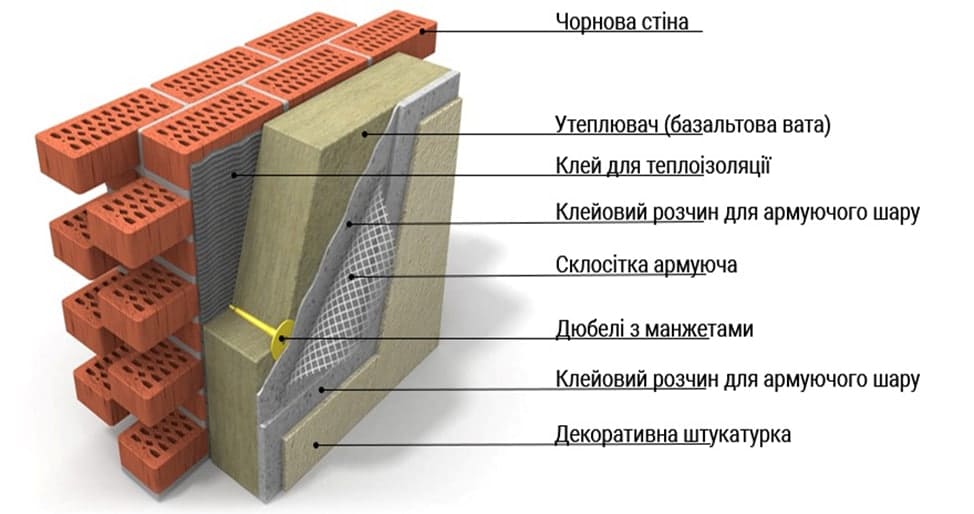 Чорнова стіна
Утеплювач (базальтова вата)
Клей для теплоізоляції
Клейовий розчин для армуючого шару
Склосітка армуюча
Дюбелі з манжетами
Клейовий розчин для армуючого шару
Декоративна штукатурка